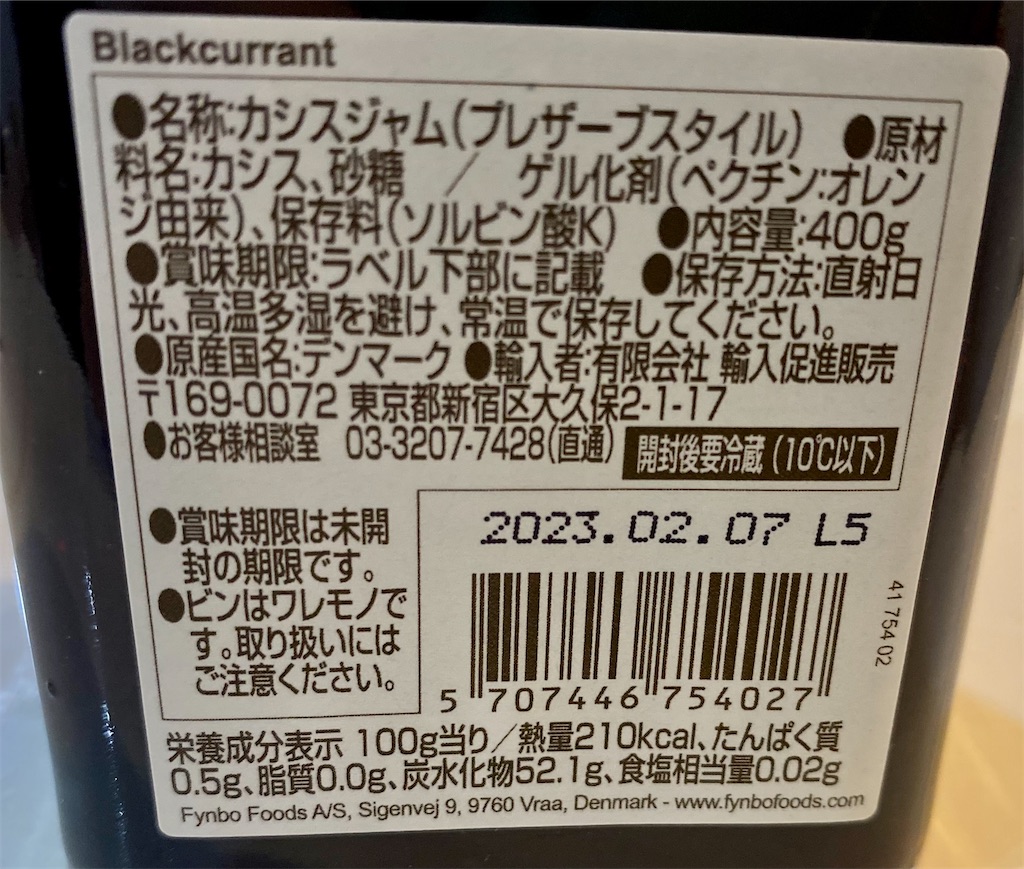 Blackcurrant
●名称:カシスジャム(プレザーブスタイル) ●原材
料名:カシス、砂糖 / ゲル化剤(ペクチン:オレン
ジ由来)、保存料(ソルビン酸K) ●内容量:400g
●賞味期限:ラベル下部に記載 ●保存方法:直射日
光、高温多湿を避け、常温で保存してください。
●原産国名:デンマーク ●輸入者:有限会社 輸入促進販売
〒169-0072 東京都新宿区大久保2-1-17
●お客様相談室 03-3207-7428(直通) 開封後要冷蔵(10℃以下)
●賞味期限は未開
封の期限です。
●ビンはワレモノで
す。取り扱いには
ご注意ください。
2023.02.07 L5
41 754 02
5 707446 754027
栄養成分表示 100g当り/熱量210kcal、たんぱく質
0.5g、脂質0.0g、炭水化物52.1g、食塩相当量0.02g
Fynbo Foods A/S, Sigenvej 9, 9760 Vraa, Denmark - www.fynbofoods.com